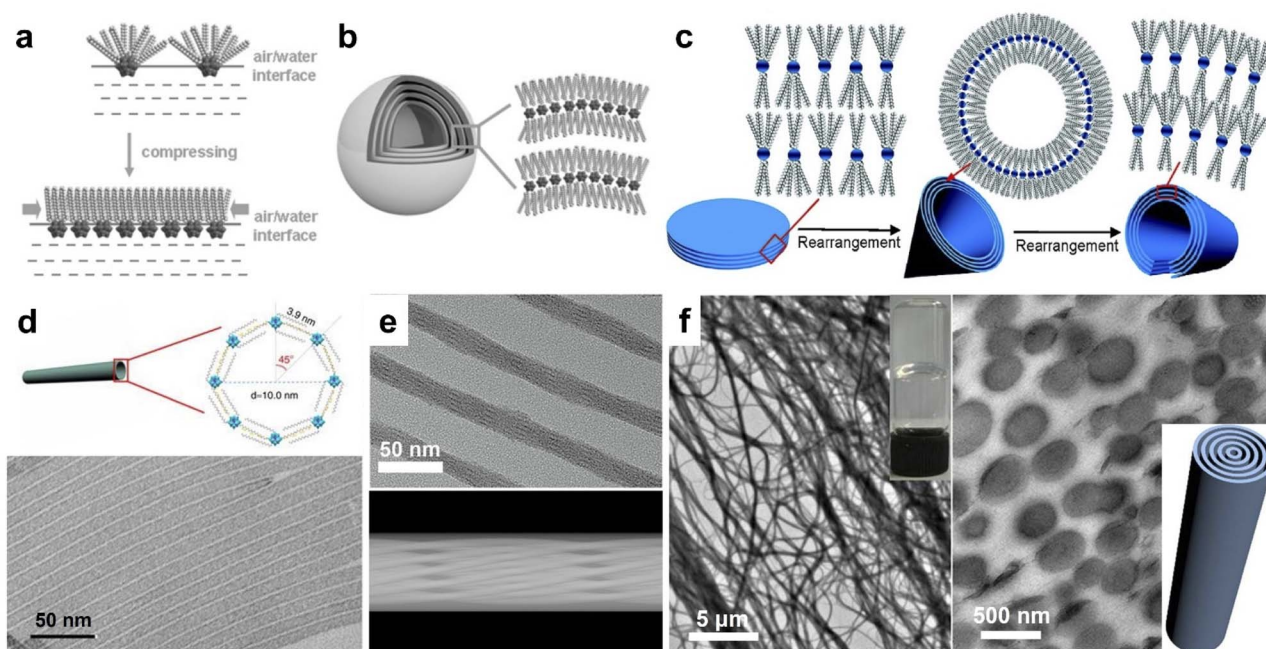 a
air/water
interface
compressing
air/water
interface
b
c
Rearrangement
Rearrangement
d
3.9 nm
45°
d=10.0 nm
50 nm
e
50 nm
f
5 µm
500 nm